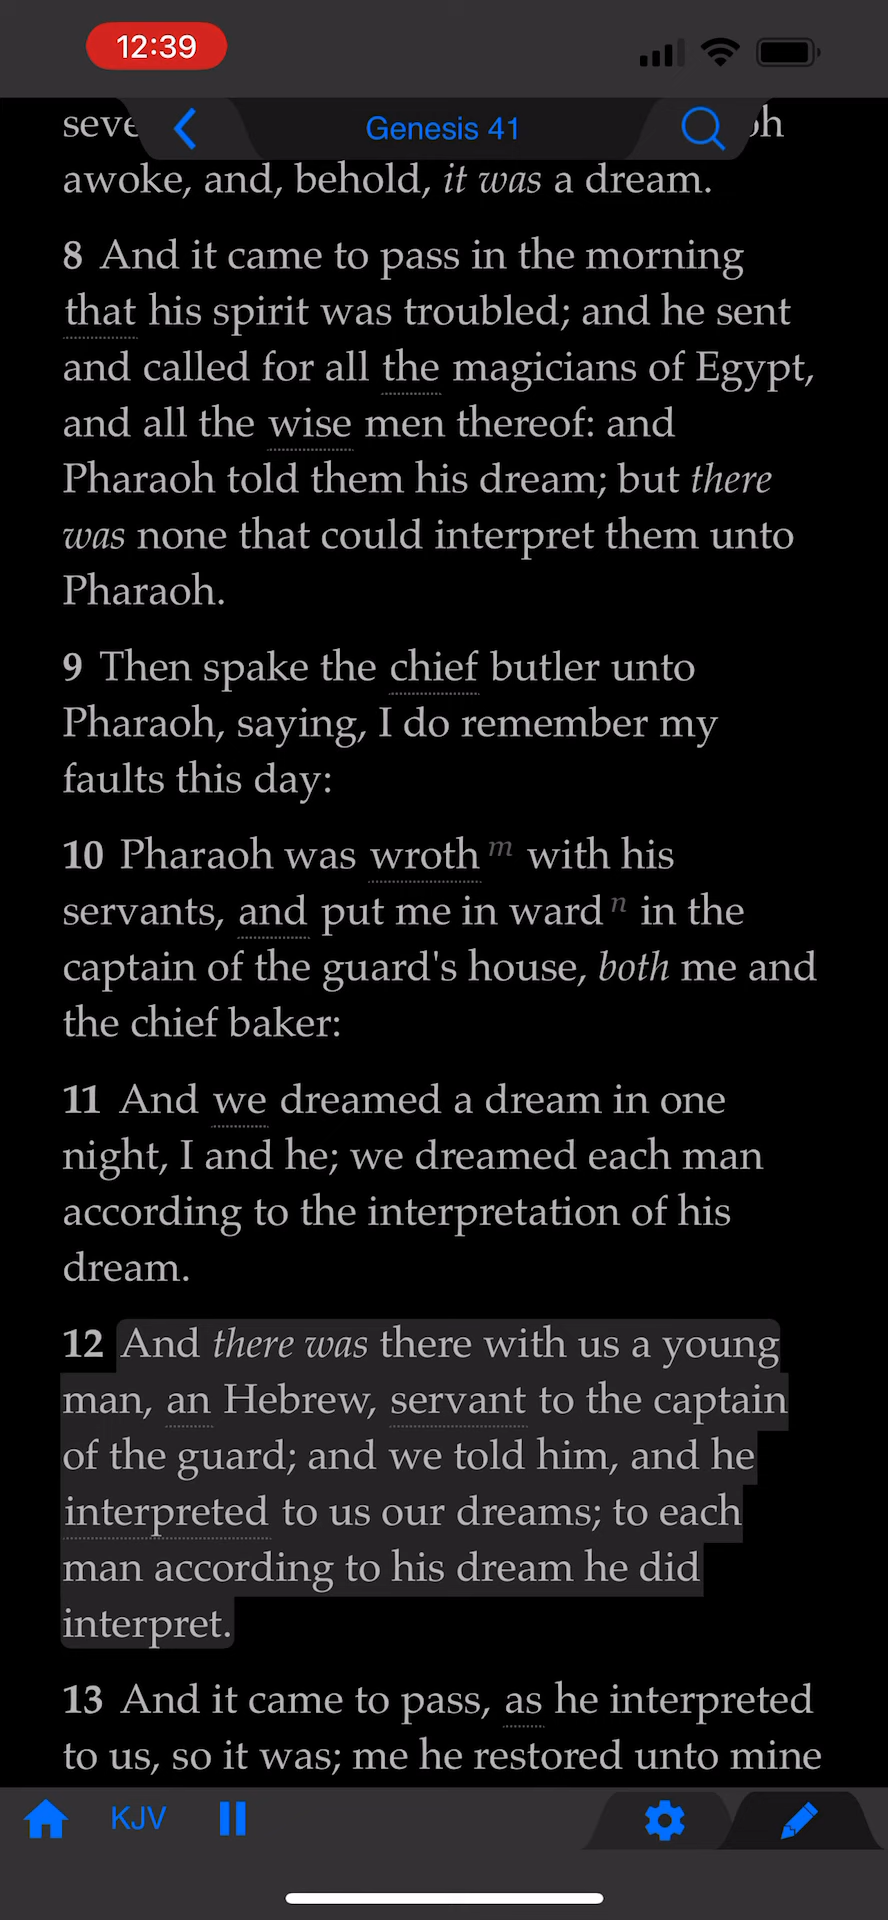 12:39
Genesis 41
awoke, and, behold, it was a dream.
8 And it came to pass in the morning
that his spirit was troubled; and he sent
and called for all the magicians of Egypt,
and all the wise men thereof: and
Pharaoh told them his dream; but there
was none that could interpret them unto
Pharaoh.
9 Then spake the chief butler unto
Pharaoh, saying, I do remember my
faults this day:
10 Pharaoh was wroth m with his
servants, and put me in ward n in the
captain of the guard's house, both me and
the chief baker:
11 And we dreamed a dream in one
night, I and he; we dreamed each man
according to the interpretation of his
dream.
12 And there was there with us a young
man, an Hebrew, servant to the captain
of the guard; and we told him, and he
interpreted to us our dreams; to each
man according to his dream he did
interpret.
13 And it came to pass, as he interpreted
to us, so it was; me he restored unto mine
KJV